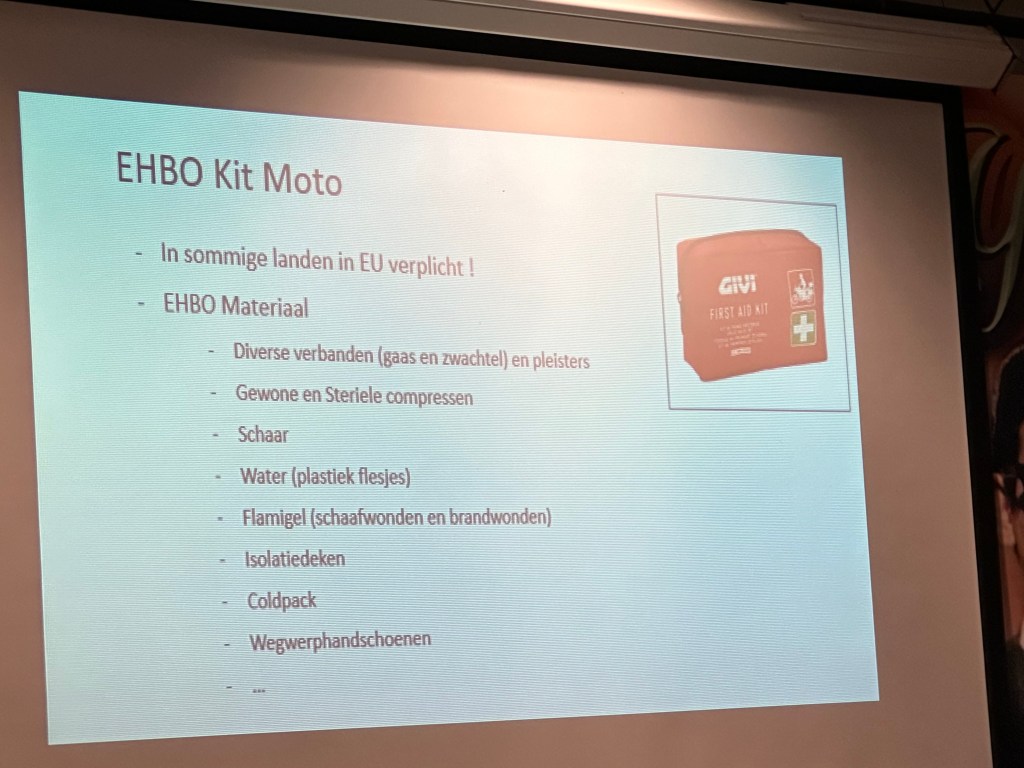 EHBO Kit Moto
- In sommige landen in EU verplicht !
- EHBO Materiaal
- Diverse verbanden (gaas en zwachtel) en pleisters
- Gewone en Steriele compressen
- Schaar
- Water (plastiek flesjes)
- Flamigel (schaafwonden en brandwonden)
- Isolatiedeken
- Coldpack
- Wegwerphandschoenen
- ...
GIVI
FIRST AID KIT